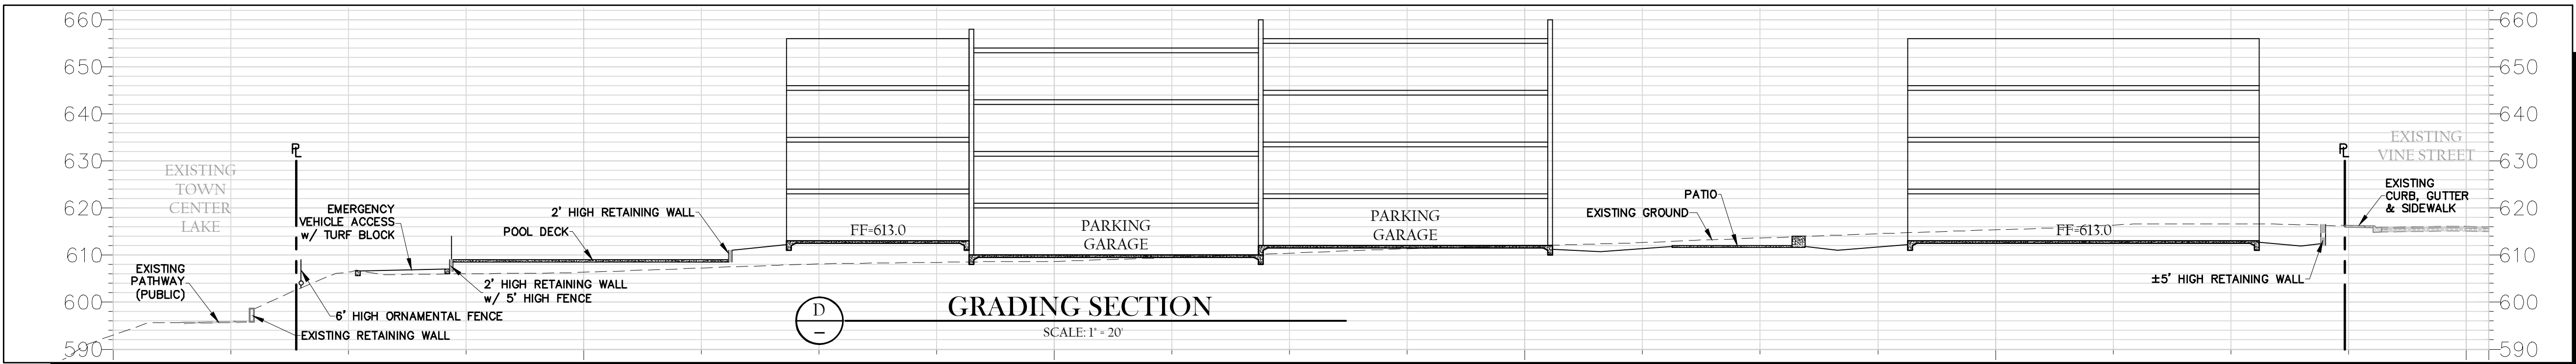 660
650
640
630
620
610
600
590
EXISTING
TOWN
CENTER
LAKE
EXISTING
PATHWAY
(PUBLIC)
PL
EMERGENCY
VEHICLE ACCESS
w/ TURF BLOCK
6' HIGH ORNAMENTAL FENCE
EXISTING RETAINING WALL
POOL DECK
2' HIGH RETAINING WALL
2' HIGH RETAINING WALL
w/ 5' HIGH FENCE
FF=613.0
PARKING
GARAGE
PARKING
GARAGE
D
–
GRADING SECTION
SCALE: 1" = 20'
PATIO
EXISTING GROUND
FF=613.0
±5' HIGH RETAINING WALL
PL
EXISTING
VINE STREET
EXISTING
CURB, GUTTER
& SIDEWALK
660
650
640
630
620
610
600
590